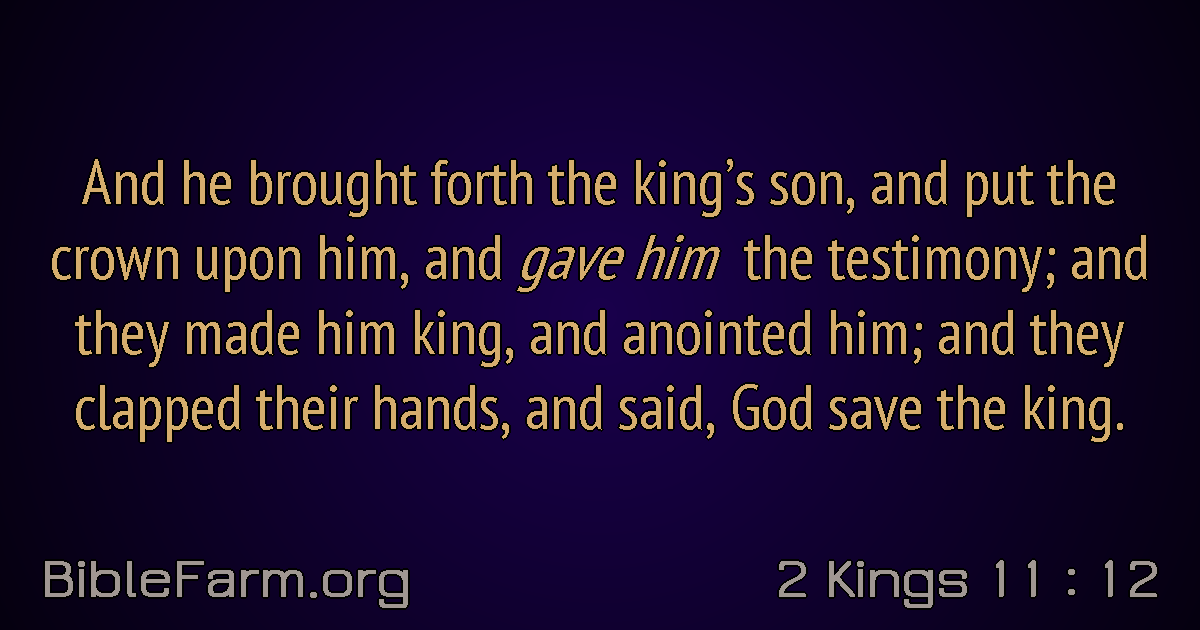 And he brought forth the king’s son, and put the
crown upon him, and gave him the testimony; and
they made him king, and anointed him; and they
clapped their hands, and said, God save the king.
BibleFarm.org
2 Kings 11 : 12